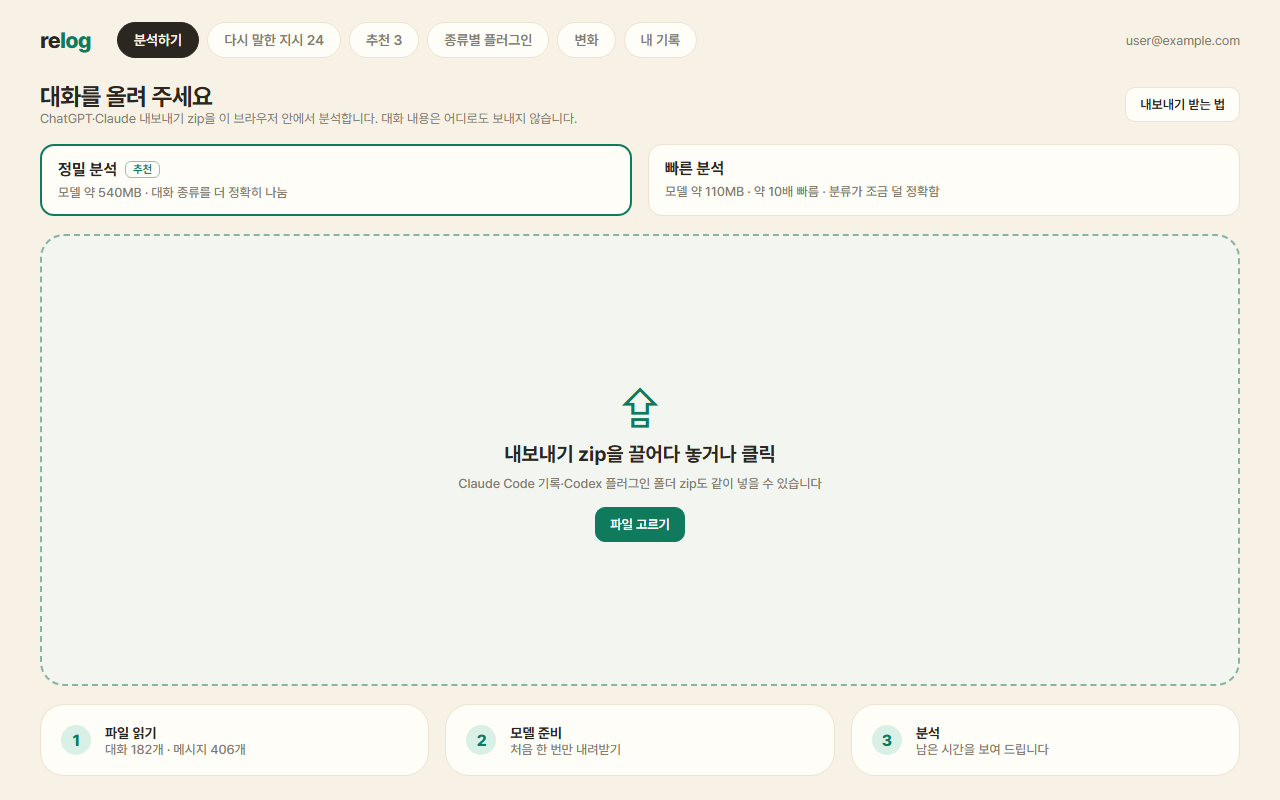 relog
분석하기
다시 말한 지시 24
추천 3
종류별 플러그인
변화
내 기록
user@example.com
대화를 올려 주세요
ChatGPT·Claude 내보내기 zip을 이 브라우저 안에서 분석합니다. 대화 내용은 어디로도 보내지 않습니다.
내보내기 받는 법
정밀 분석 추천
모델 약 540MB · 대화 종류를 더 정확히 나눔
빠른 분석
모델 약 110MB · 약 10배 빠름 · 분류가 조금 덜 정확함
내보내기 zip을 끌어다 놓거나 클릭
Claude Code 기록·Codex 플러그인 폴더 zip도 같이 넣을 수 있습니다
파일 고르기
1
파일 읽기
대화 182개 · 메시지 406개
2
모델 준비
처음 한 번만 내려받기
3
분석
남은 시간을 보여 드립니다